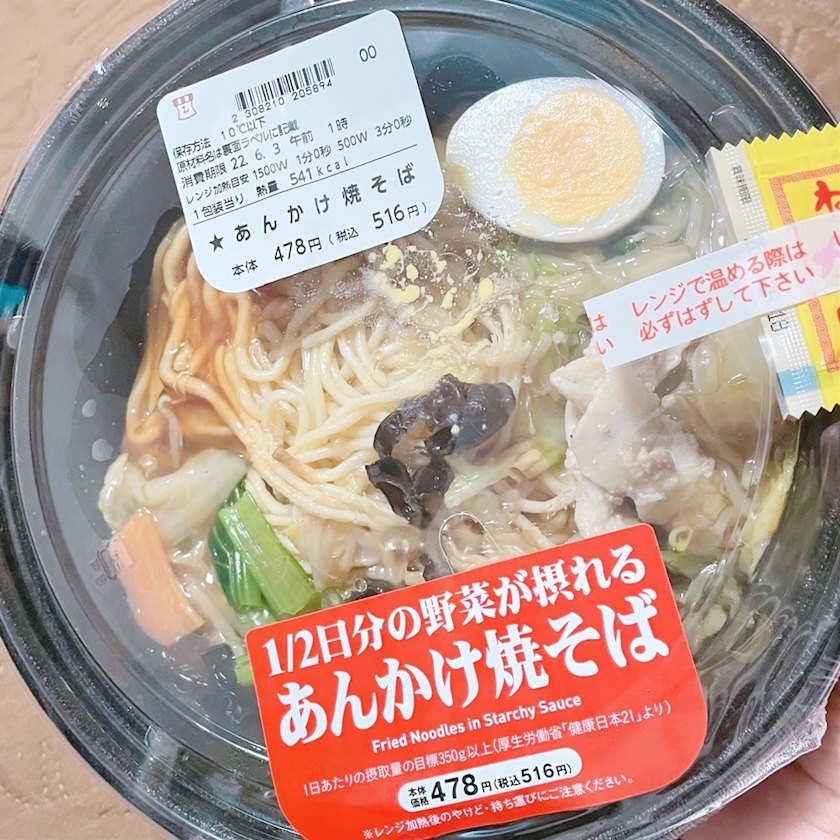 00
2 308210 205894
保存方法 10℃以下
原材料名は裏面ラベルに記載
消費期限 22. 6. 3 午前 1時
レンジ加熱目安 1500W 1分0秒 500W 3分0秒
1包装当り 熱量 541kcal
★ あんかけ焼そば
本体 478円 (税込 516円)
レンジで温める際は
必ずはずして下さい
は
い
1/2日分の野菜が摂れる
あんかけ焼そば
Fried Noodles in Starchy Sauce
1日あたりの摂取量の目標350g以上(厚生労働省「健康日本21」より)
本体価格 478円(税込516円)
※レンジ加熱後のやけど・持ち運びにご注意ください。